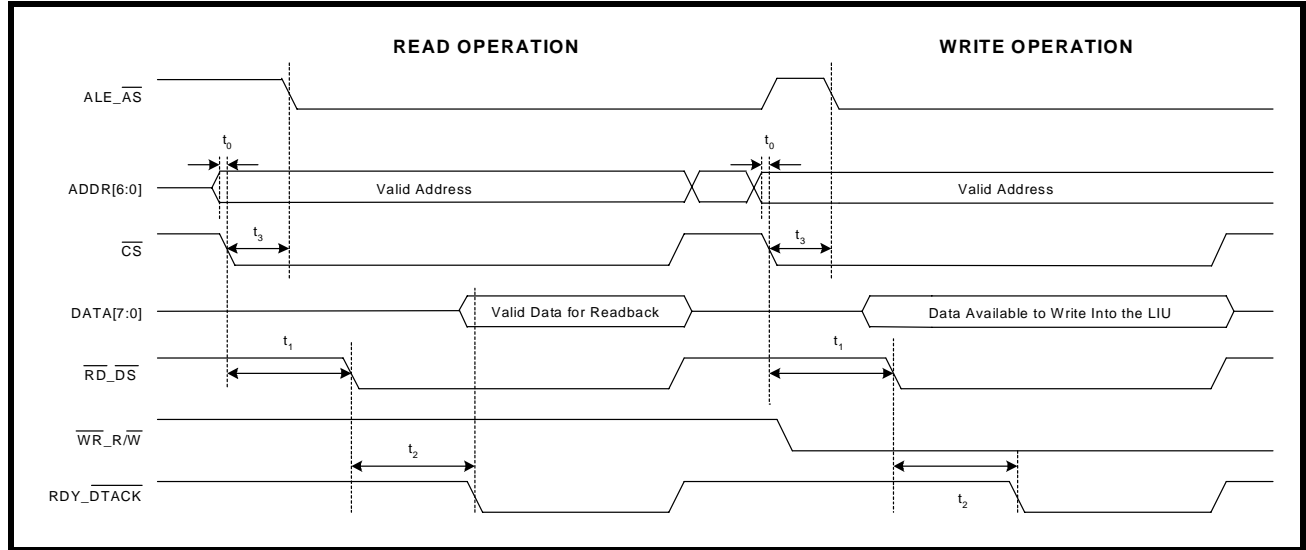 READ OPERATION WRITE OPERATION
ALE_AS
t0 t0
ADDR[6:0] Valid Address Valid Address
t3 t3
CS
DATA[7:0] Valid Data for Readback Data Available to Write Into the LIU
t1 t1
RD_DS
WR_R/W
t2
RDY_DTACK t2